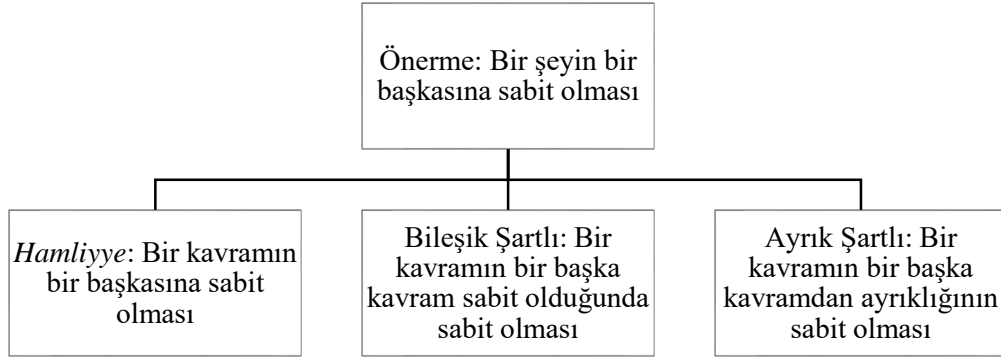 Önerme: Bir şeyin bir
başkasına sabit olması
Hamliyye: Bir kavramın
bir başkasına sabit
olması
Bileşik Şartlı: Bir
kavramın bir başka
kavram sabit olduğunda
sabit olması
Ayrık Şartlı: Bir
kavramın bir başka
kavramdan ayrıklığının
sabit olması